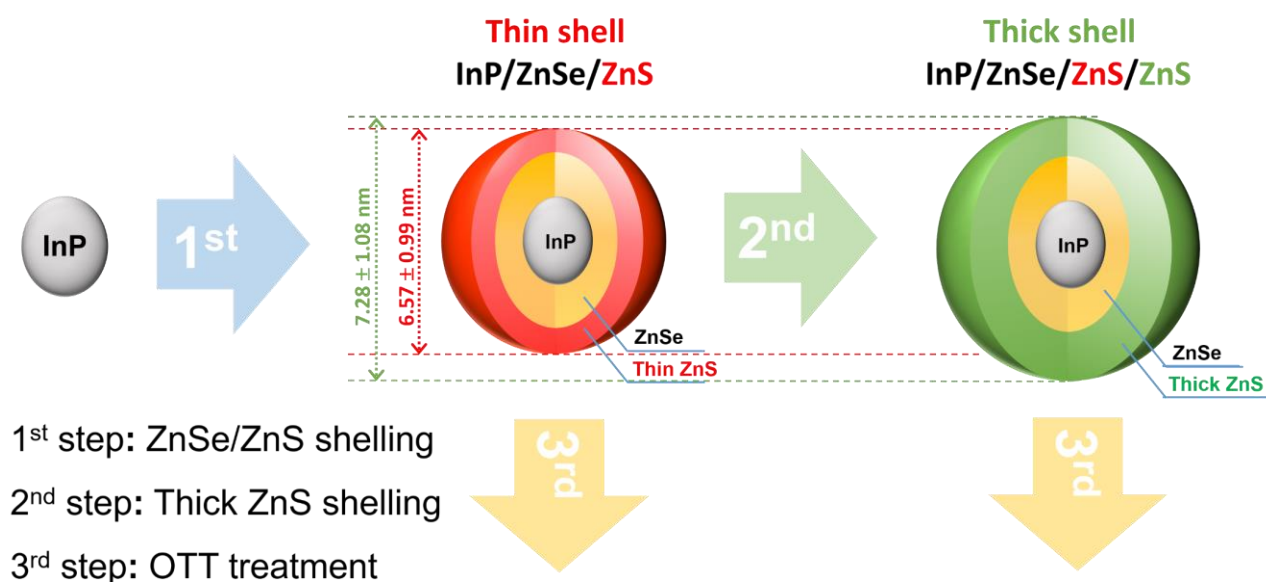 Thin shell
InP/ZnSe/ZnS
Thick shell
InP/ZnSe/ZnS/ZnS
InP
1st
7.28 ± 1.08 nm
6.57 ± 0.99 nm
InP
ZnSe
Thin ZnS
2nd
InP
ZnSe
Thick ZnS
1st step: ZnSe/ZnS shelling
2nd step: Thick ZnS shelling
3rd step: OTT treatment
3rd
3rd